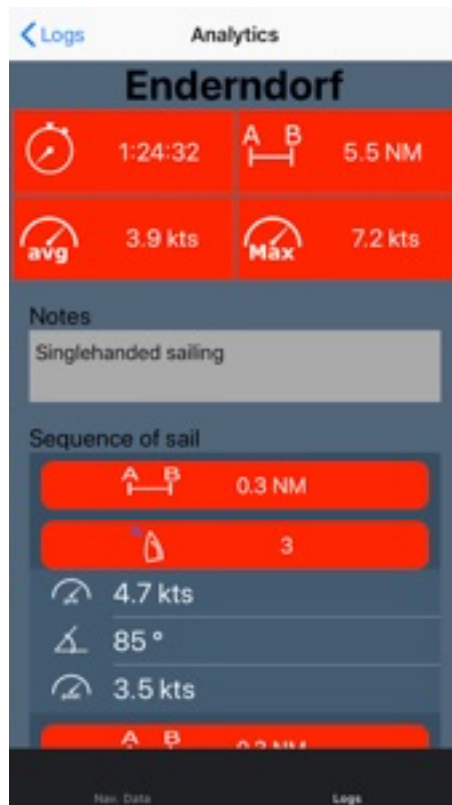 Logs Analytics
Enderndorf
1:24:32 A B 5.5 NM
avg 3.9 kts Max 7.2 kts
Notes
Singlehanded sailing
Sequence of sail
A B 0.3 NM
3
4.7 kts
85 °
3.5 kts
A B
Nav. Data Logs